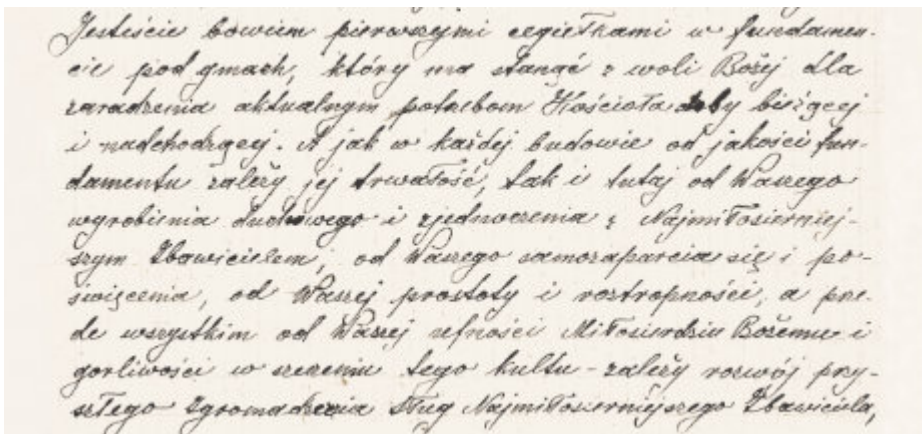 Jesteście bowiem pierwszymi cegiełkami w fundamen-
cie pod gmach, który ma stanąć z woli Bożej dla
zaradzenia aktualnym potrzebom Kościoła doby bieżącej
i nadchodzącej. A jak w każdej budowie od jakości fun-
damentu zależy jej trwałość, tak i tutaj od Waszego
wyrobienia duchowego i zjednoczenia z Najmiłosierniej-
szym Zbawicielem, od Waszego samozaparcia się i po-
święcenia, od Waszej prostoty i roztropności, a prze-
de wszystkim od Waszej ufności Miłosierdziu Bożemu i
gorliwości w szerzeniu tego kultu - zależy rozwój przy-
szłego Zgromadzenia Sług Najmiłosierniejszego Zbawiciela,